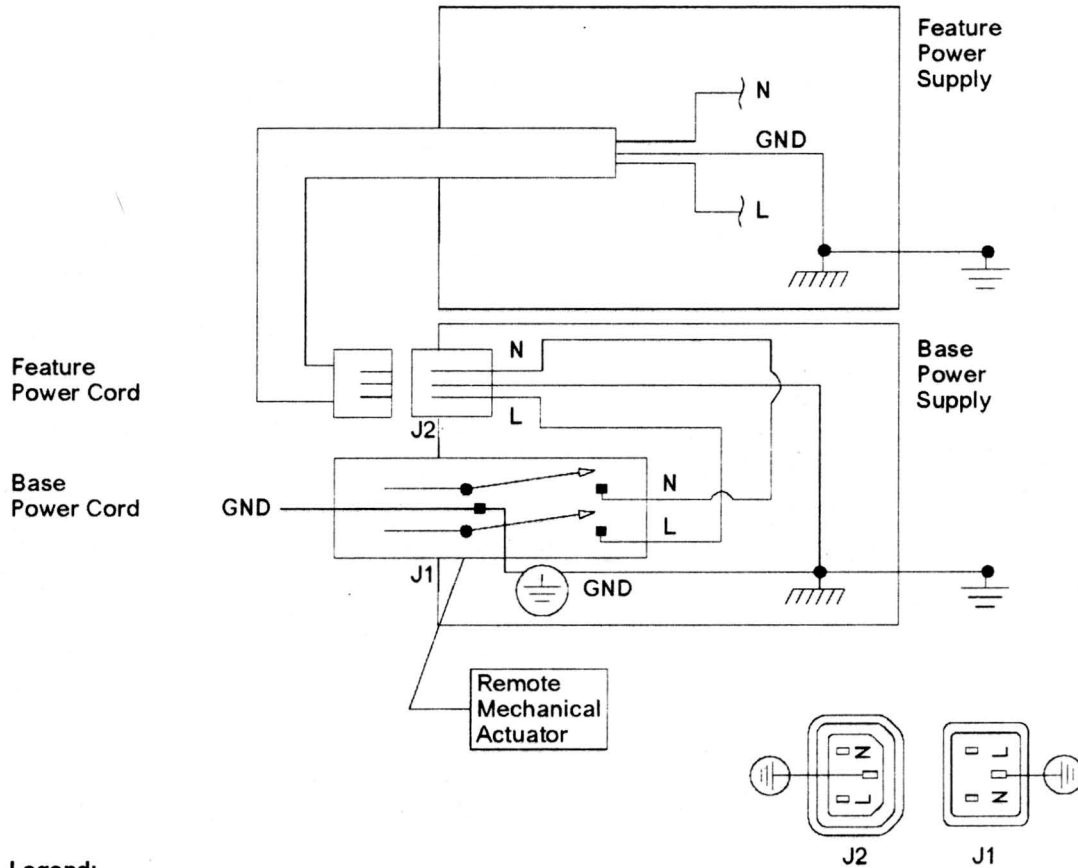 Feature
Power
Supply
N
GND
L
Feature
Power Cord
N
L
J2
Base
Power
Supply
Base
Power Cord
GND
N
L
J1
GND
Remote
Mechanical
Actuator
N
L
L
N
J2
J1
Legend: